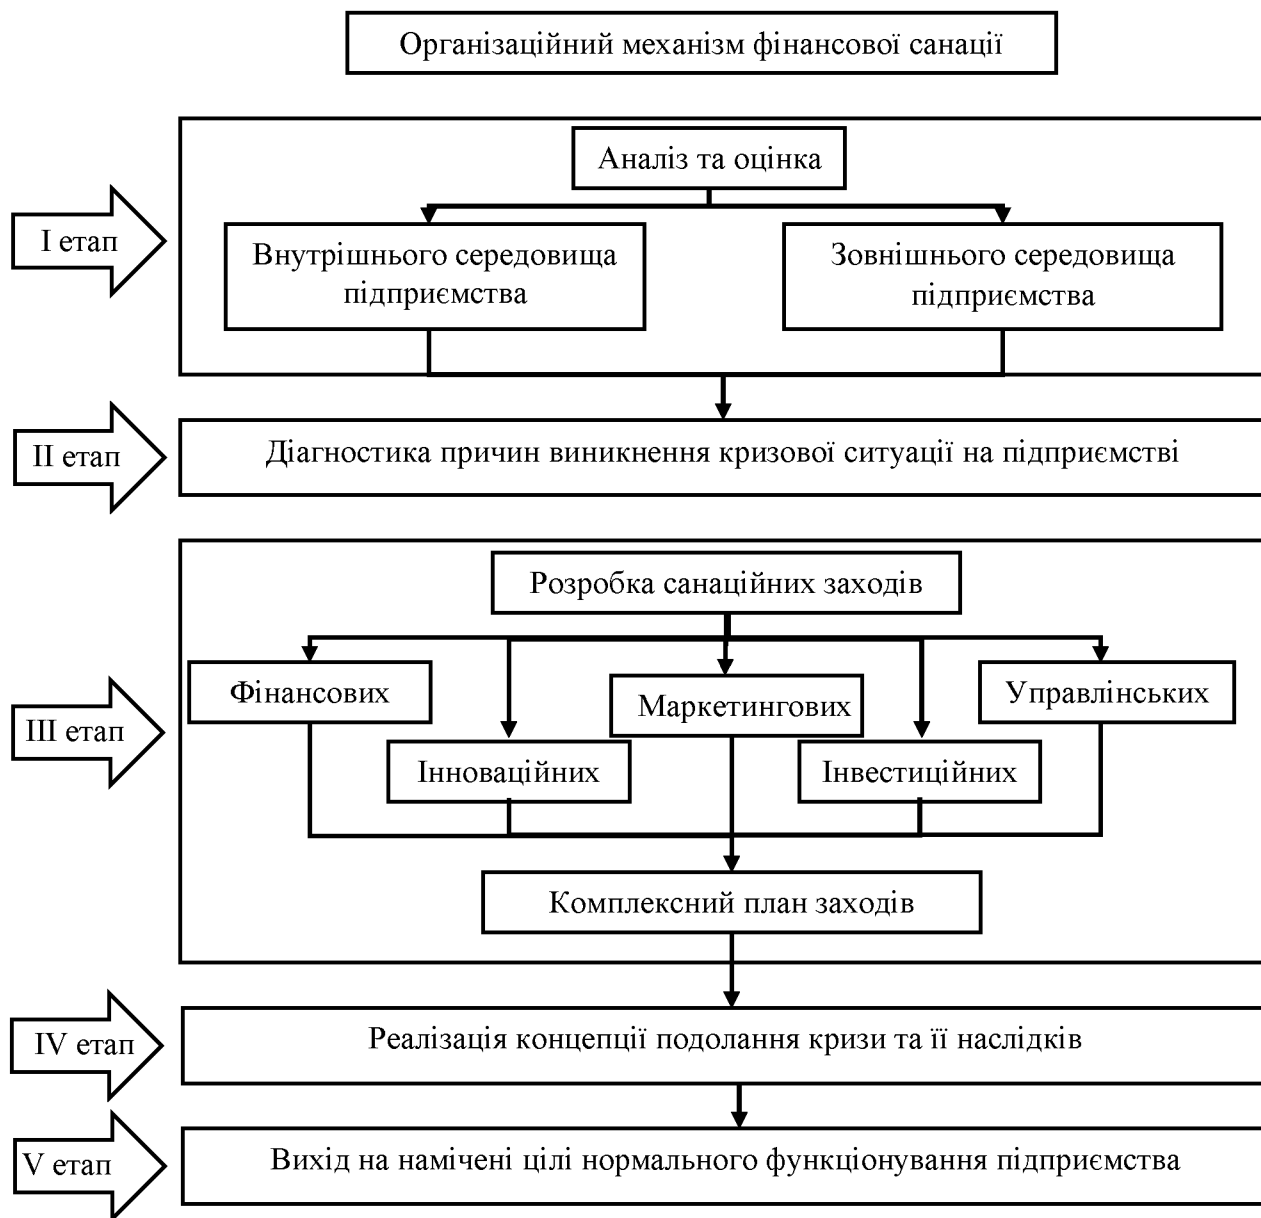 Організаційний механізм фінансової санації
Аналіз та оцінка
І етап
Внутрішнього середовища
підприємства
Зовнішнього середовища
підприємства
ІІ етап
Діагностика причин виникнення кризової ситуації на підприємстві
Розробка санаційних заходів
ІІІ етап
Фінансових
Маркетингових
Управлінських
Інноваційних
Інвестиційних
Комплексний план заходів
IV етап
Реалізація концепції подолання кризи та її наслідків
V етап
Вихід на намічені цілі нормального функціонування підприємства